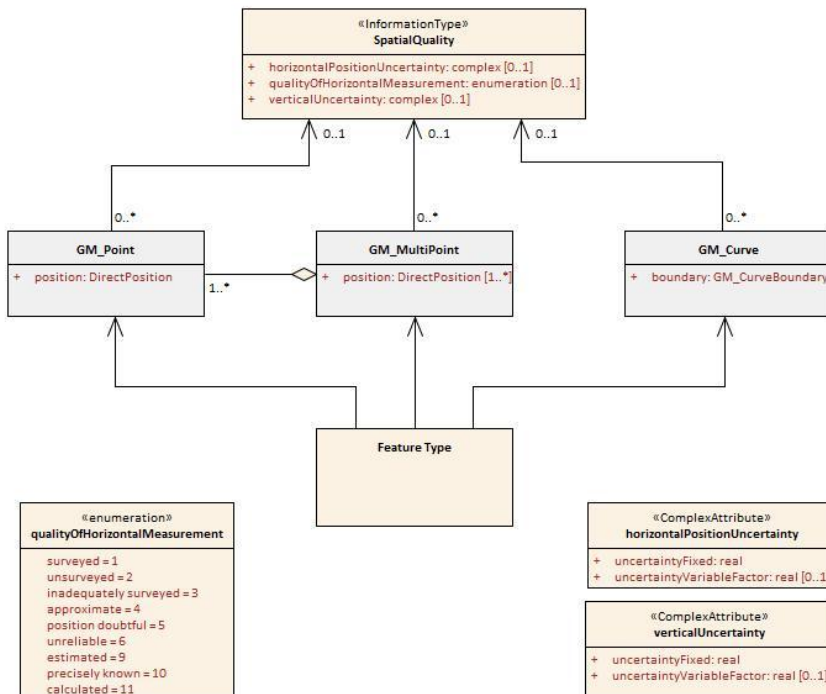 «InformationType»
SpatialQuality
+ horizontalPositionUncertainty: complex [0..1]
+ qualityOfHorizontalMeasurement: enumeration [0..1]
+ verticalUncertainty: complex [0..1]
0..1
0..1
0..1
0..*
0..*
0..*
GM_Point
+ position: DirectPosition
1..*
GM_MultiPoint
+ position: DirectPosition [1..*]
GM_Curve
+ boundary: GM_CurveBoundary
Feature Type
«enumeration»
qualityOfHorizontalMeasurement
surveyed = 1
unsurveyed = 2
inadequately surveyed = 3
approximate = 4
position doubtful = 5
unreliable = 6
estimated = 9
precisely known = 10
calculated = 11
«ComplexAttribute»
horizontalPositionUncertainty
+ uncertaintyFixed: real
+ uncertaintyVariableFactor: real [0..1
«ComplexAttribute»
verticalUncertainty
+ uncertaintyFixed: real
+ uncertaintyVariableFactor: real [0..1]